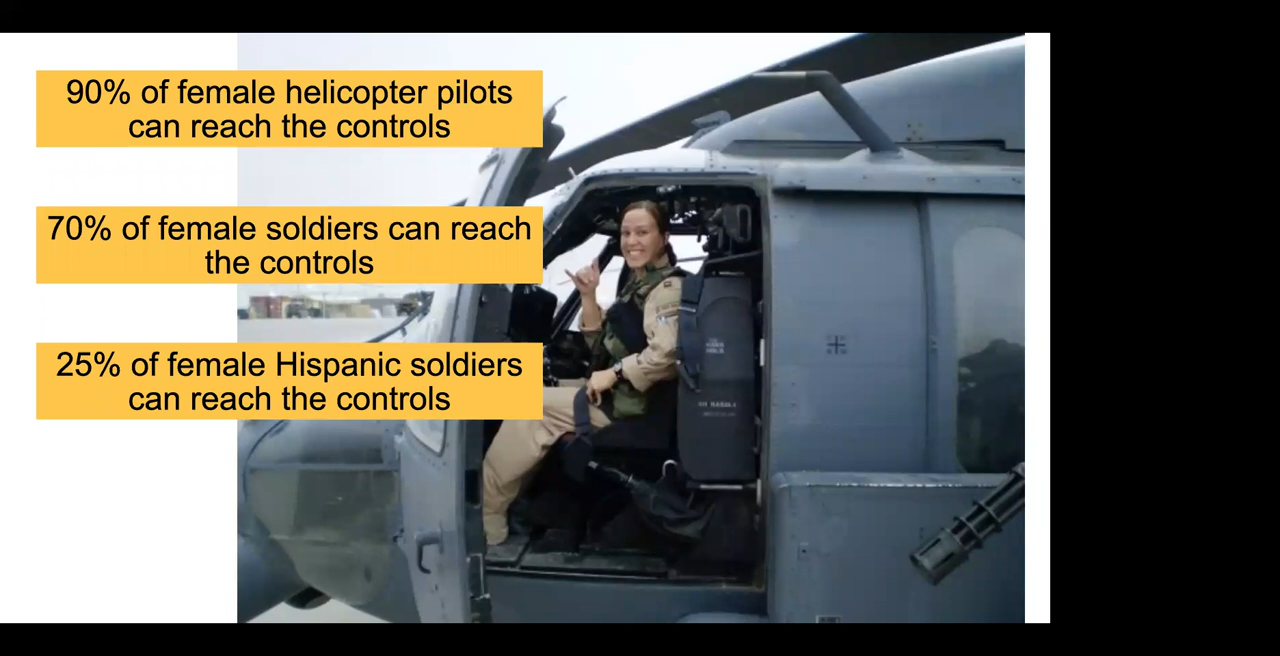 90% of female helicopter pilots
can reach the controls
70% of female soldiers can reach
the controls
25% of female Hispanic soldiers
can reach the controls